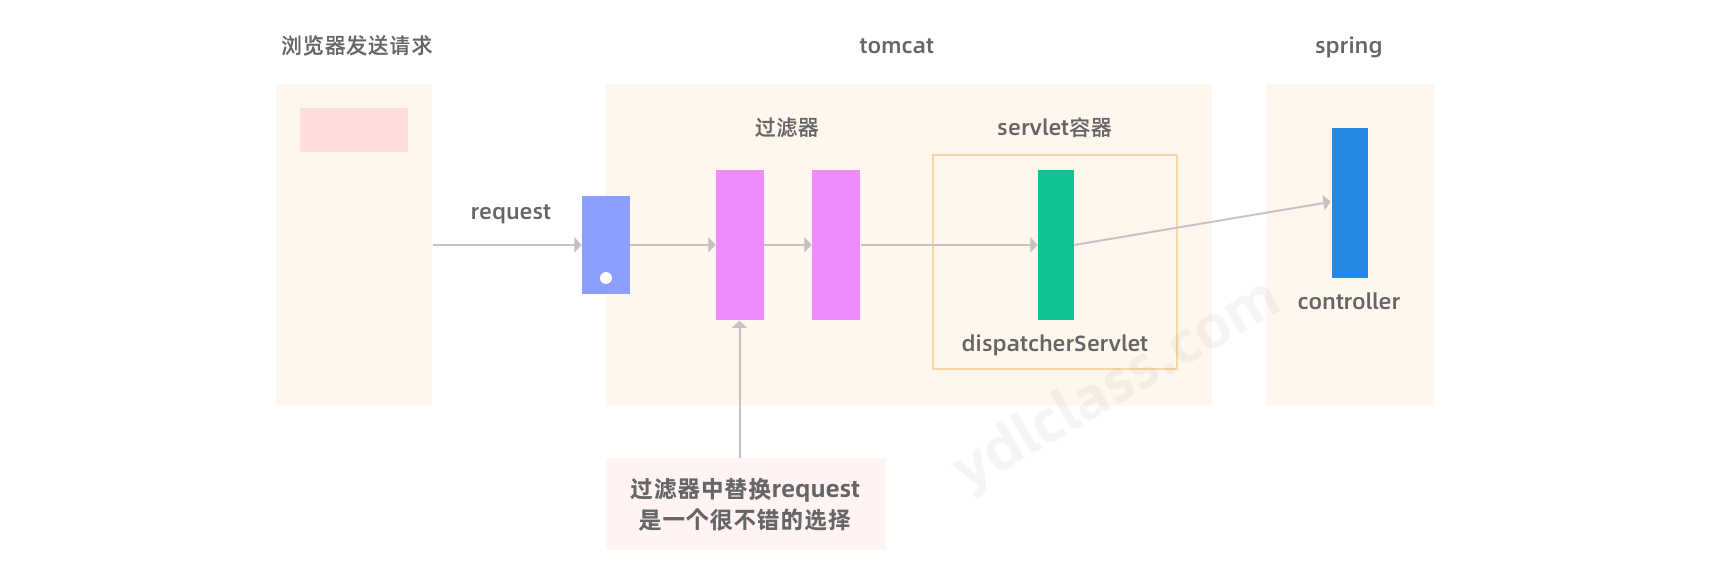 浏览器发送请求
tomcat
spring
过滤器
servlet容器
request
controller
dispatcherServlet
ydlclass.com
过滤器中替换request
是一个很不错的选择